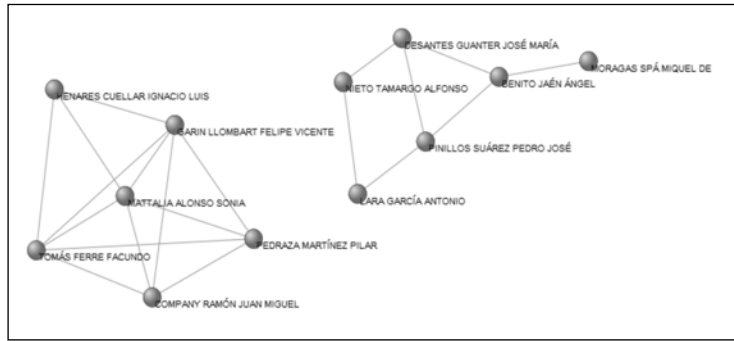 DESANTES GUANTER JOSÉ MARÍA
MORAGAS SPÁ MIQUEL DE
NIETO TAMARGO ALFONSO
BENITO JAÉN ÁNGEL
HENARES CUELLAR IGNACIO LUIS
GARIN LLOMBART FELIPE VICENTE
PINILLOS SUÁREZ PEDRO JOSÉ
LARA GARCÍA ANTONIO
MATTALIA ALONSO SONIA
PEDRAZA MARTÍNEZ PILAR
TOMÁS FERRE FACUNDO
COMPANY RAMÓN JUAN MIGUEL